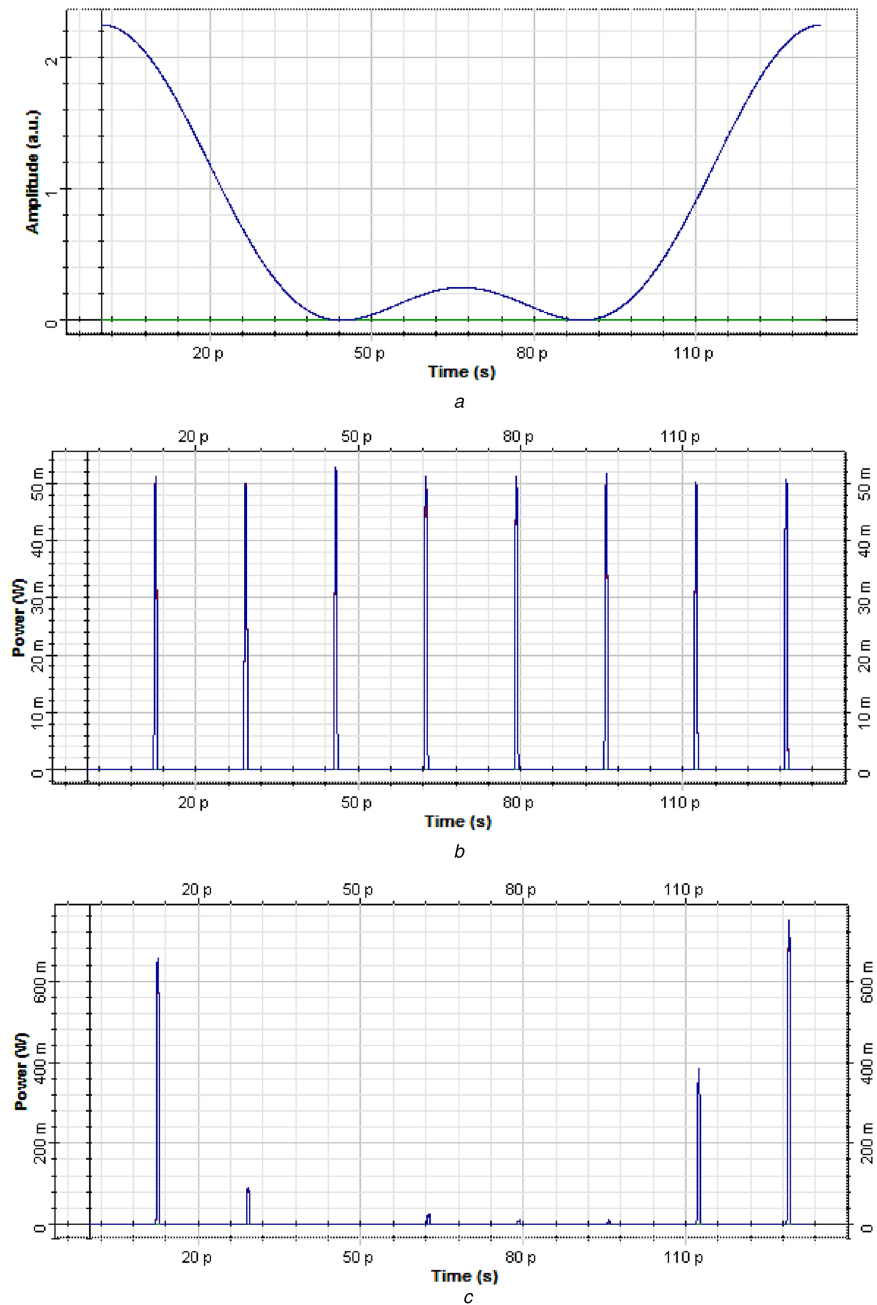 Amplitude (a.u.)
2
1
0
20 p 50 p 80 p 110 p
Time (s)
a
20 p 50 p 80 p 110 p
Power (W)
50 m 50 m
40 m 40 m
30 m 30 m
20 m 20 m
10 m 10 m
0 0
20 p 50 p 80 p 110 p
Time (s)
b
20 p 50 p 80 p 110 p
Power (W)
600 m 600 m
400 m 400 m
200 m 200 m
0 0
20 p 50 p 80 p 110 p
Time (s)
c